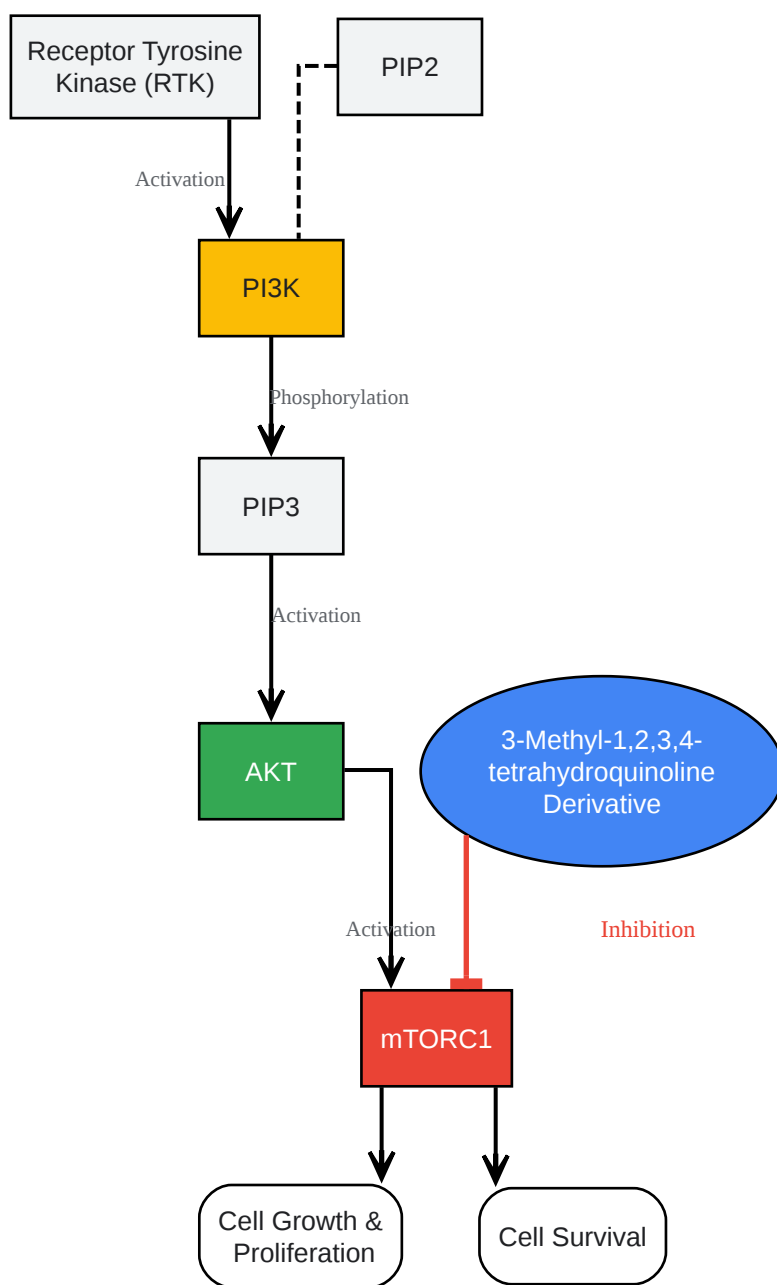 Receptor Tyrosine
Kinase (RTK)
PIP2
Activation
PI3K
Phosphorylation
PIP3
Activation
AKT
3-Methyl-1,2,3,4-
tetrahydroquinoline
Derivative
Activation
Inhibition
mTORC1
Cell Growth &
Proliferation
Cell Survival